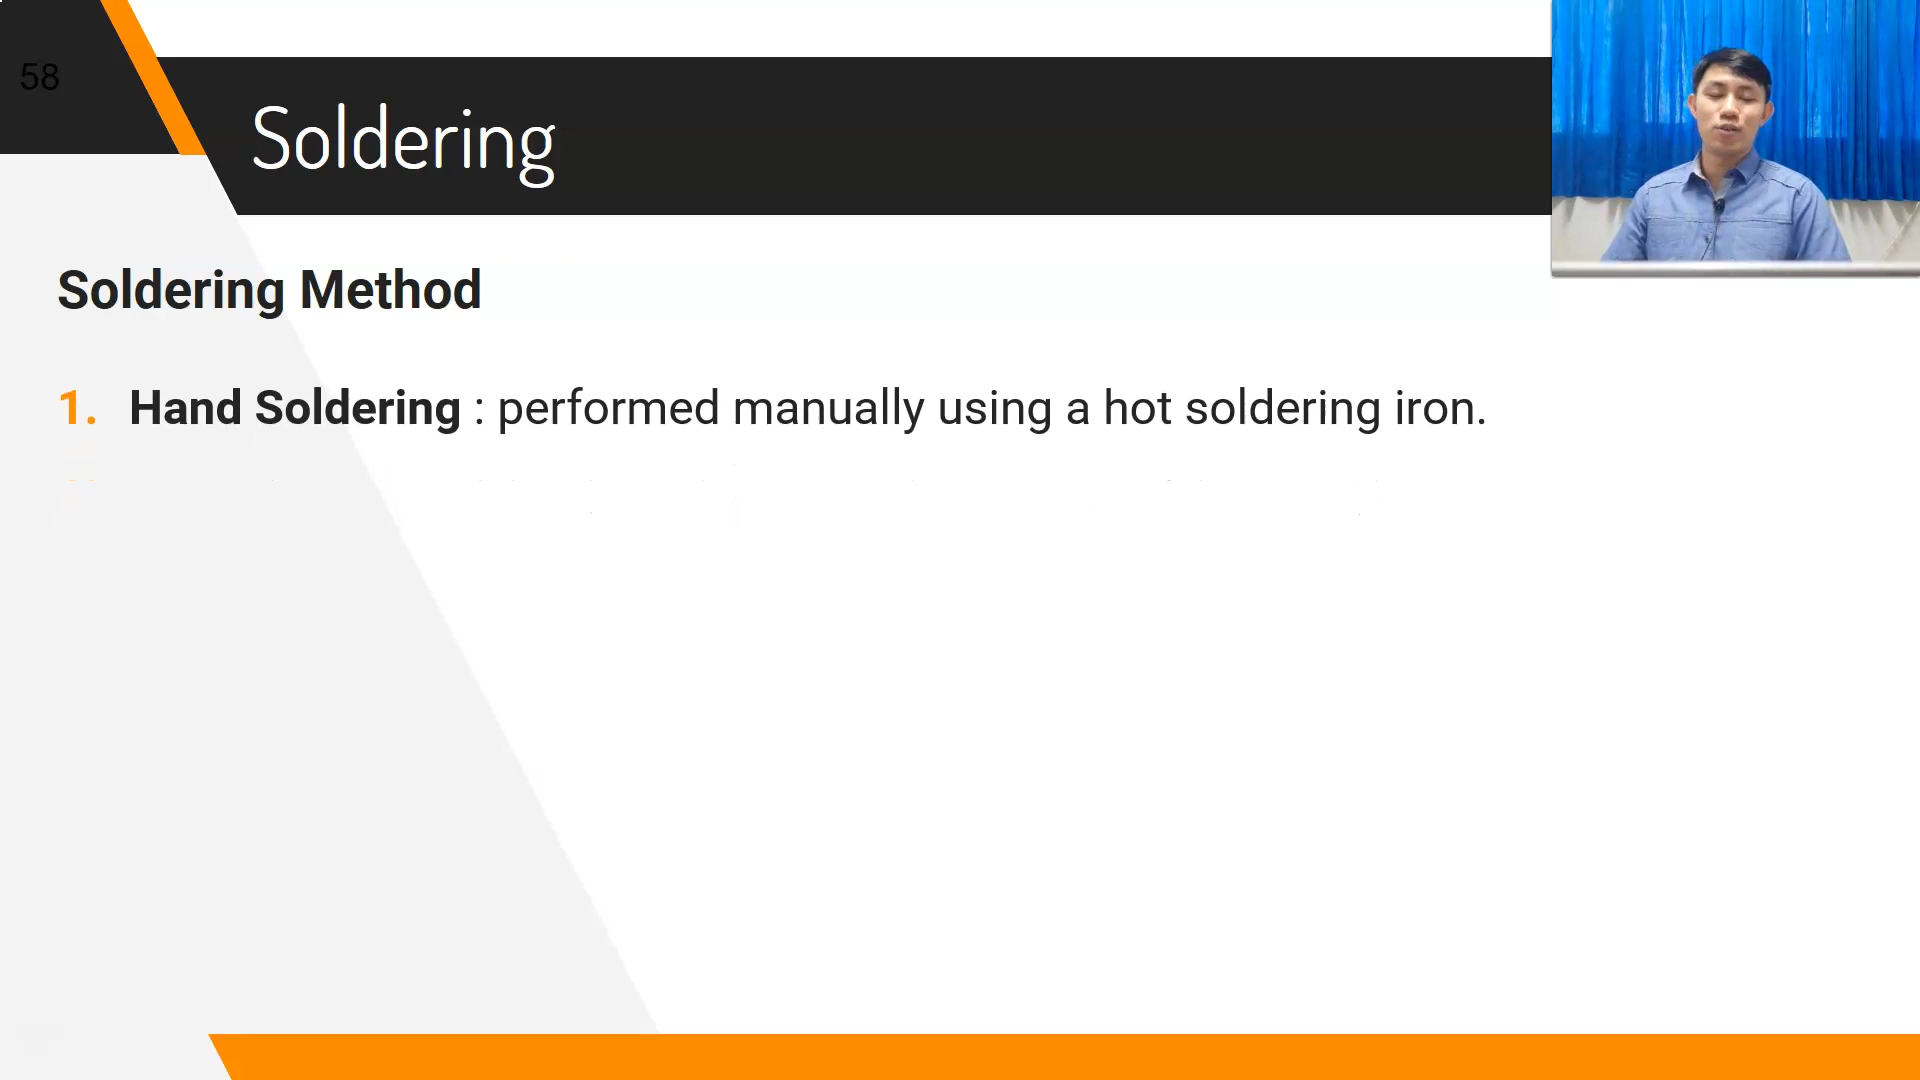 58
Soldering
Soldering Method
1. Hand Soldering : performed manually using a hot soldering iron.